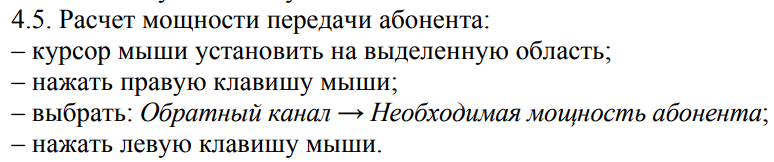 4.5. Расчет мощности передачи абонента:
– курсор мыши установить на выделенную область;
– нажать правую клавишу мыши;
– выбрать: Обратный канал → Необходимая мощность абонента;
– нажать левую клавишу мыши.